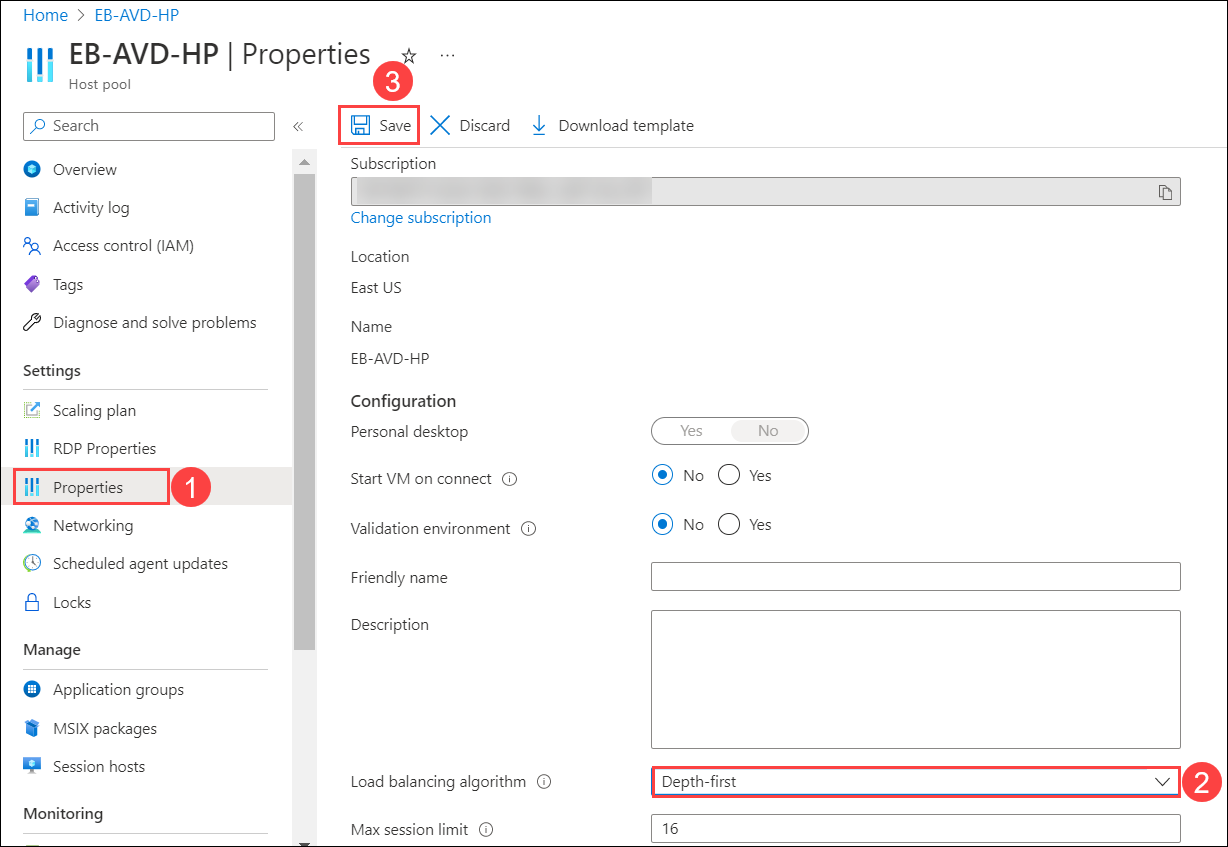 Home > EB-AVD-HP
EB-AVD-HP | Properties ☆ ...
Host pool
3
Search «
Save Discard Download template
Overview
Activity log
Access control (IAM)
Tags
Diagnose and solve problems
Settings
Scaling plan
RDP Properties
Properties 1
Networking
Scheduled agent updates
Locks
Manage
Application groups
MSIX packages
Session hosts
Monitoring
Subscription
Change subscription
Location
East US
Name
EB-AVD-HP
Configuration
Personal desktop Yes No
Start VM on connect No Yes
Validation environment No Yes
Friendly name
Description
Load balancing algorithm Depth-first 2
Max session limit 16